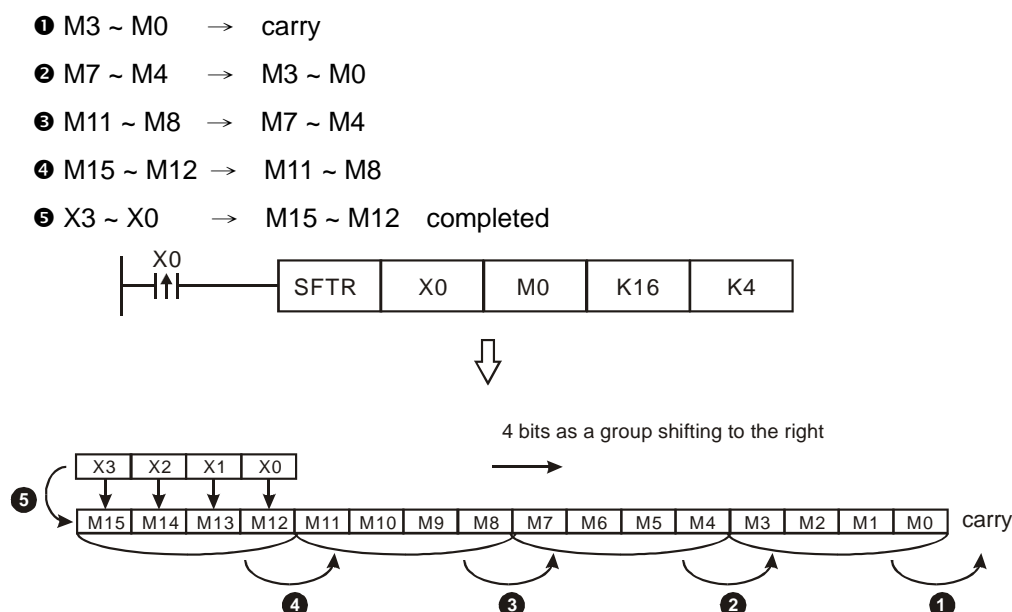 ❶ M3 ~ M0 → carry
❷ M7 ~ M4 → M3 ~ M0
❸ M11 ~ M8 → M7 ~ M4
❹ M15 ~ M12 → M11 ~ M8
❺ X3 ~ X0 → M15 ~ M12 completed
X0
SFTR X0 M0 K16 K4
4 bits as a group shifting to the right
X3 X2 X1 X0
❺
M15 M14 M13 M12 M11 M10 M9 M8 M7 M6 M5 M4 M3 M2 M1 M0 carry
❹ ❸ ❷ ❶